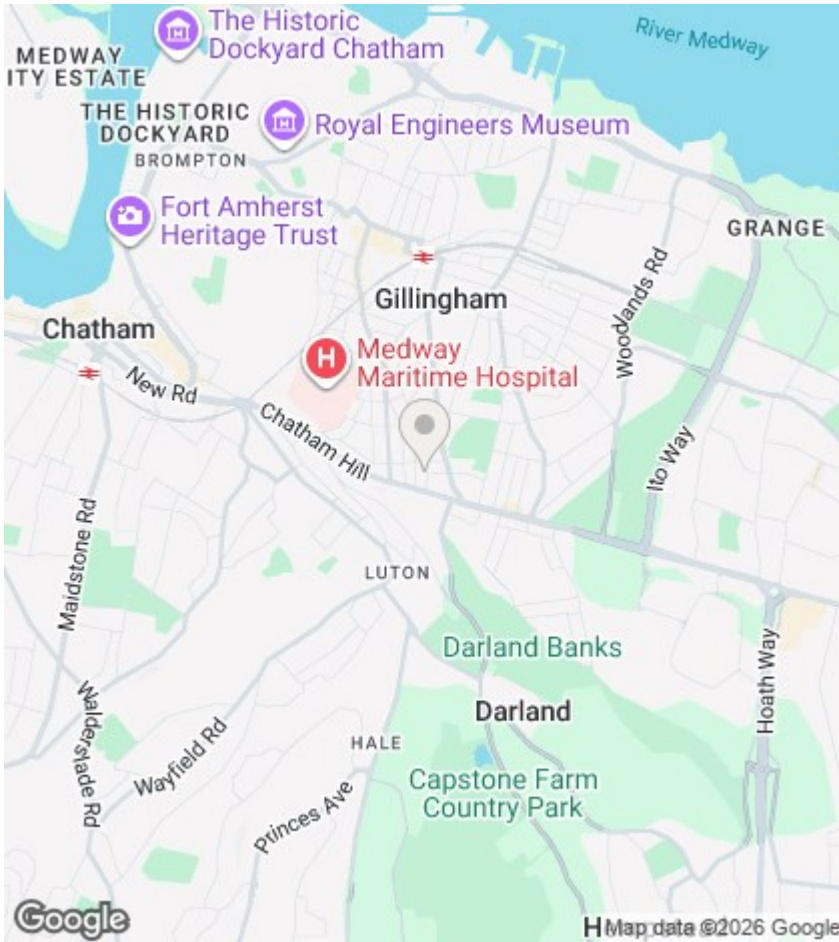 The Historic
Dockyard Chatham
River Medway
MEDWAY
ITY ESTATE
THE HISTORIC
DOCKYARD
Royal Engineers Museum
BROMPTON
Fort Amherst
Heritage Trust
GRANGE
Woodlands Rd
Gillingham
Chatham
H
Medway
Maritime Hospital
New Rd
Chatham Hill
Ito Way
Maidstone Rd
LUTON
Darland Banks
Hoath Way
Darland
Walderslade Rd
Wayfield Rd
HALE
Capstone Farm
Country Park
Princes Ave
Google
Map data ©2026 Google